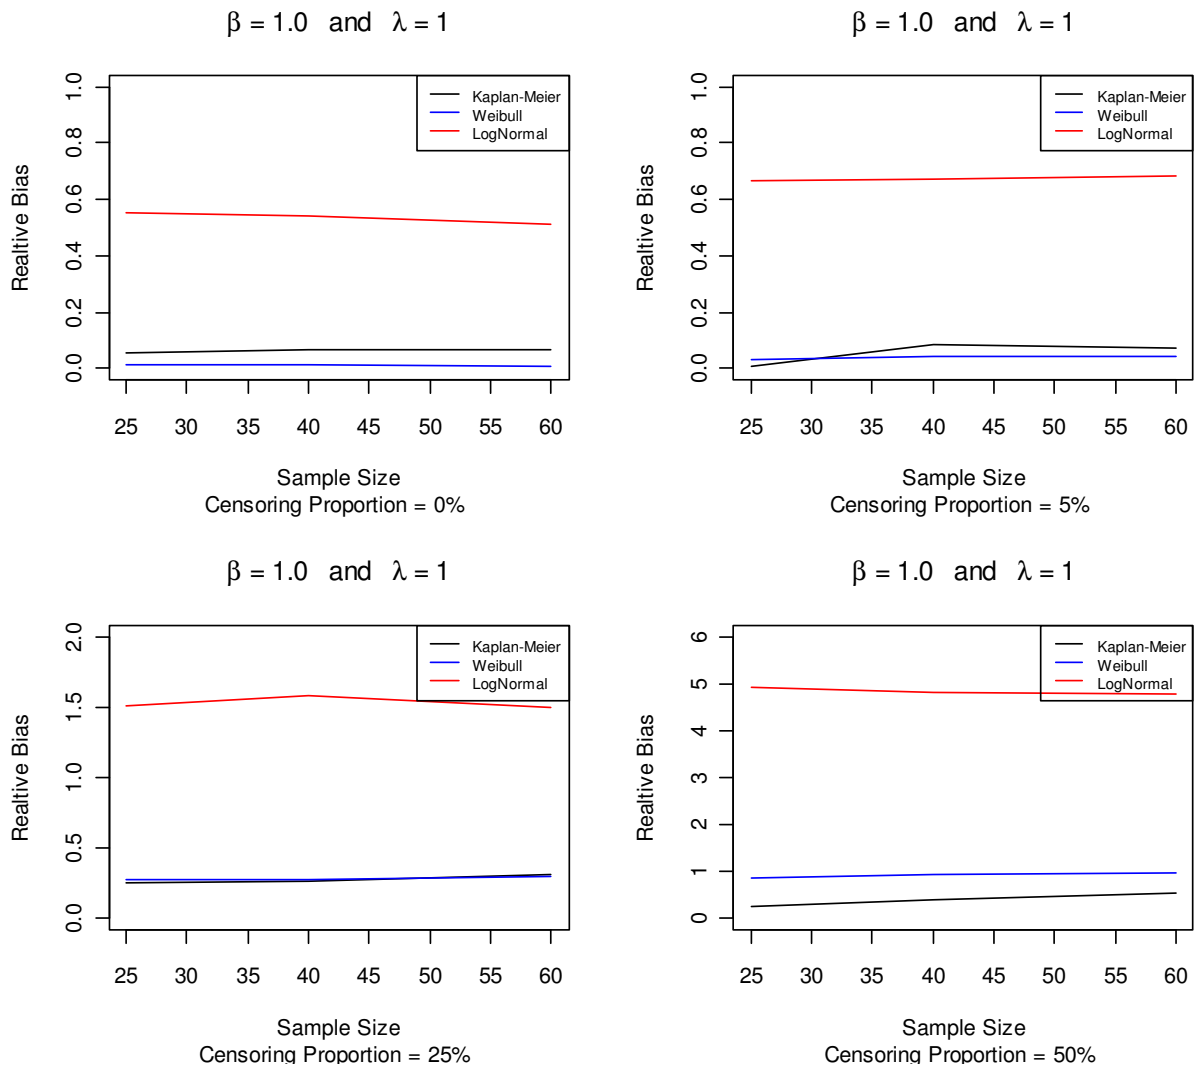 β = 1.0 and λ = 1
Realtive Bias
1.0
0.8
0.6
0.4
0.2
0.0
Kaplan-Meier
Weibull
LogNormal
25 30 35 40 45 50 55 60
Sample Size
Censoring Proportion = 0%
β = 1.0 and λ = 1
Realtive Bias
1.0
0.8
0.6
0.4
0.2
0.0
Kaplan-Meier
Weibull
LogNormal
25 30 35 40 45 50 55 60
Sample Size
Censoring Proportion = 5%
β = 1.0 and λ = 1
Realtive Bias
2.0
1.5
1.0
0.5
0.0
Kaplan-Meier
Weibull
LogNormal
25 30 35 40 45 50 55 60
Sample Size
Censoring Proportion = 25%
β = 1.0 and λ = 1
Realtive Bias
6
5
4
3
2
1
0
Kaplan-Meier
Weibull
LogNormal
25 30 35 40 45 50 55 60
Sample Size
Censoring Proportion = 50%